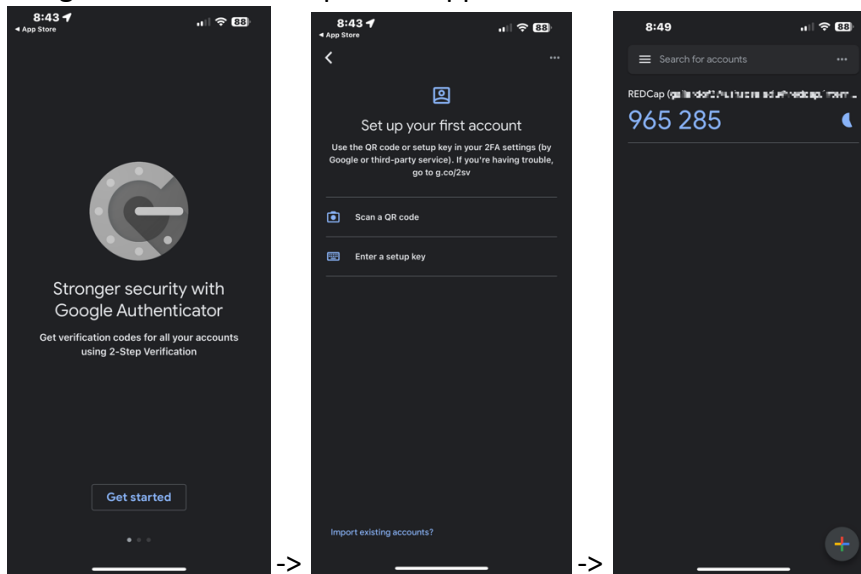 8:43
88
App Store
Stronger security with
Google Authenticator
Get verification codes for all your accounts
using 2-Step Verification
Get started
->
8:43
88
App Store
Set up your first account
Use the QR code or setup key in your 2FA settings (by
Google or third-party service). If you're having trouble,
go to g.co/2sv
Scan a QR code
Enter a setup key
Import existing accounts?
->
8:49
88
Search for accounts
REDCap (
965 285